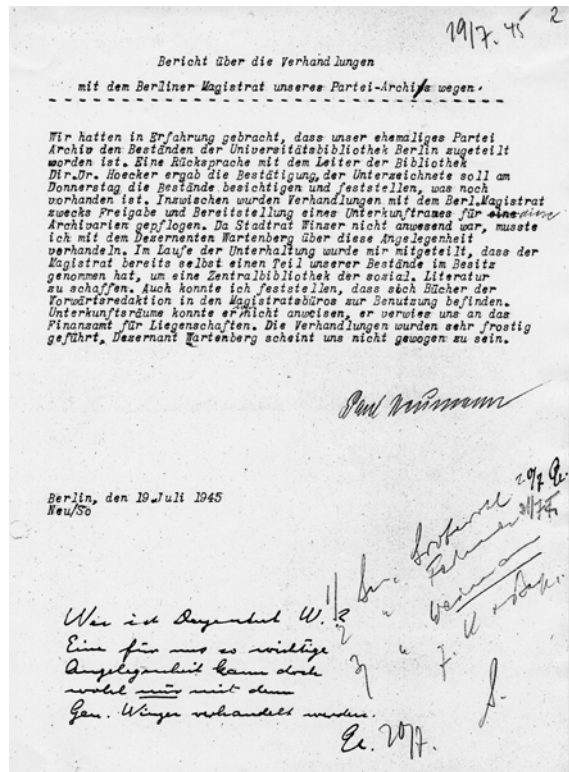 19/7. 45 2
Bericht über die Verhandlungen
mit dem Berliner Magistrat unseres Partei-Archivs wegen.
Wir hatten in Erfahrung gebracht, dass unser ehemaliges Partei
Archiv den Beständen der Universitätsbibliothek Berlin zugeteilt
worden ist. Eine Rücksprache mit dem Leiter der Bibliothek
Dir.Dr. Hoecker ergab die Bestätigung, der Unterzeichnete soll am
Donnerstag die Bestände besichtigen und feststellen, was noch
vorhanden ist. Inzwischen wurden Verhandlungen mit dem Berl.Magistrat
zwecks Freigabe und Bereitstellung eines Unterkunftrames für eine diese
Archivarien gepflogen. Da Stadtrat Winzer nicht anwesend war, musste
ich mit dem Dezernenten Wartenberg über diese Angelegenheit
verhandeln. Im Laufe der Unterhaltung wurde mir mitgeteilt, dass der
Magistrat bereits selbst einen Teil unserer Bestände im Besitz
genommen hat, um eine Zentralbibliothek der sozial. Literatur
zu schaffen. Auch konnte ich feststellen, dass sich Bücher der
Vorwärtsredaktion in den Magistratsbüros zur Benutzung befinden.
Unterkunftsräume konnte er nicht anweisen, er verwies uns an das
Finanzamt für Liegenschaften. Die Verhandlungen wurden sehr frostig
geführt, Dezernant Wartenberg scheint uns nicht gewogen zu sein.
Paul Neumann
Berlin, den 19.Juli 1945
Neu/So
1/
2
3/
Wer ist Dezernent W.?
Eine für uns so wichtige
Angelegenheit kann doch
wohl nur mit dem
Gen. Winzer verhandelt werden.
20/7.